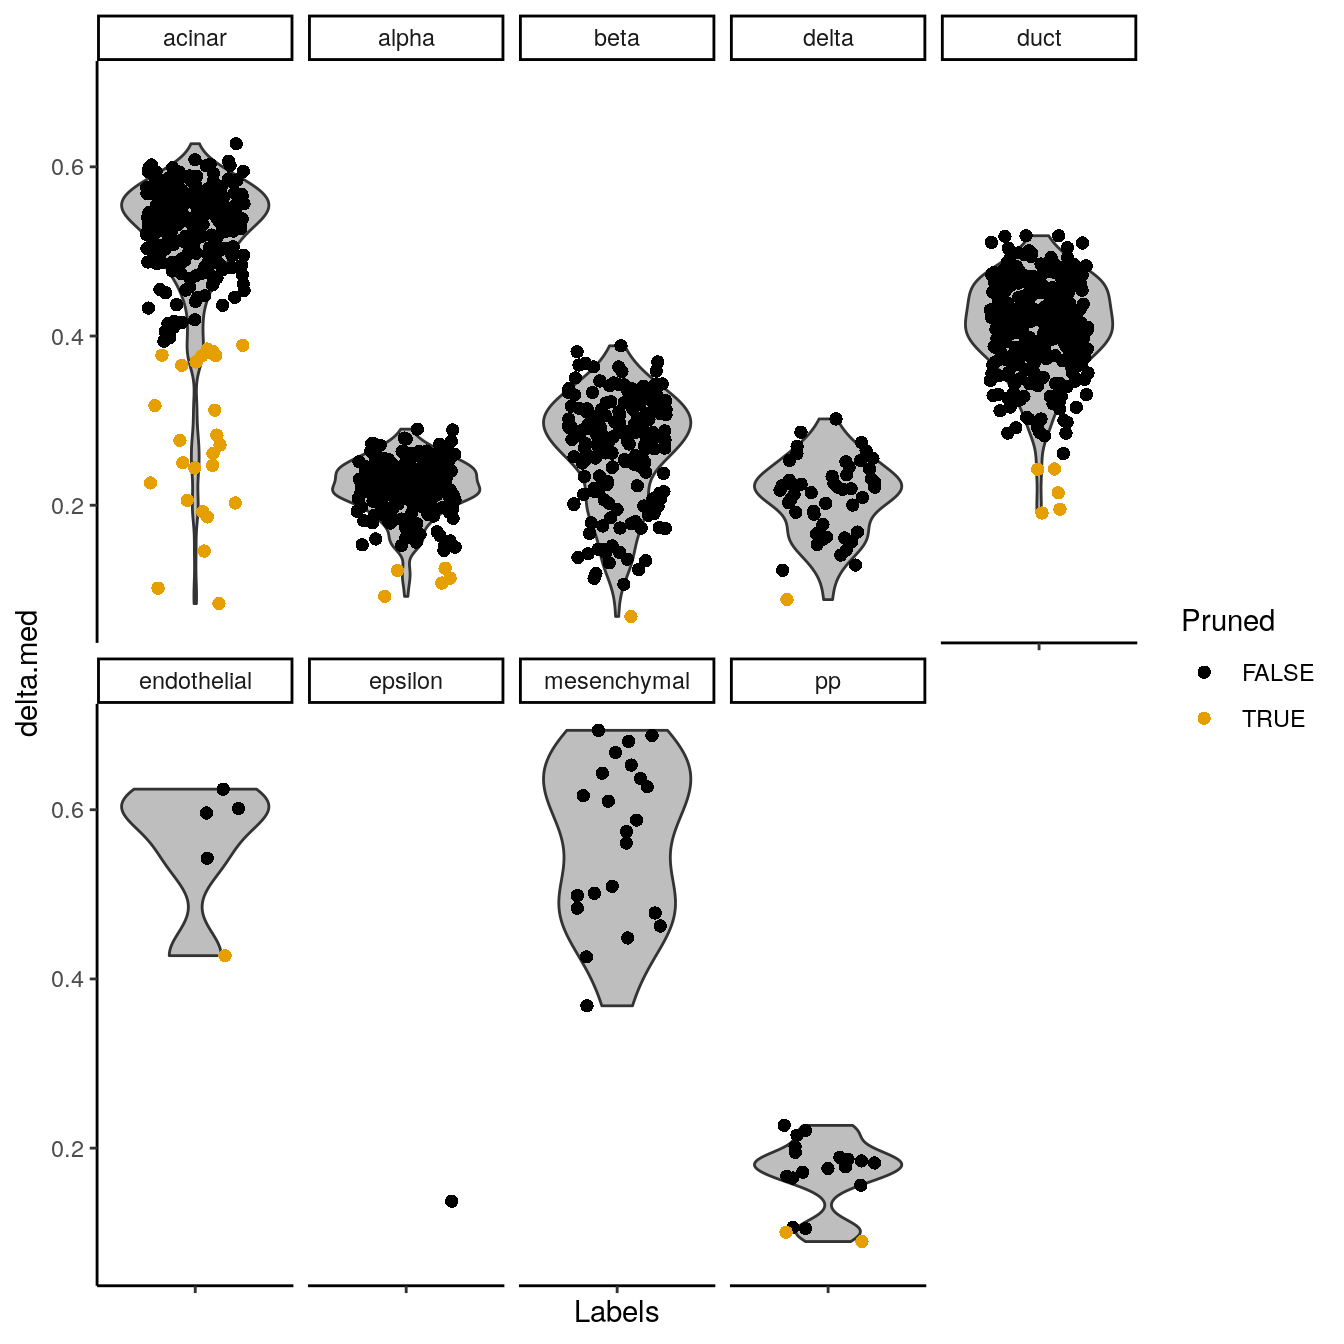 acinar alpha beta delta duct
0.6
0.4
0.2
delta.med
endothelial epsilon mesenchymal pp
0.6
0.4
0.2
Labels
Pruned
FALSE
TRUE